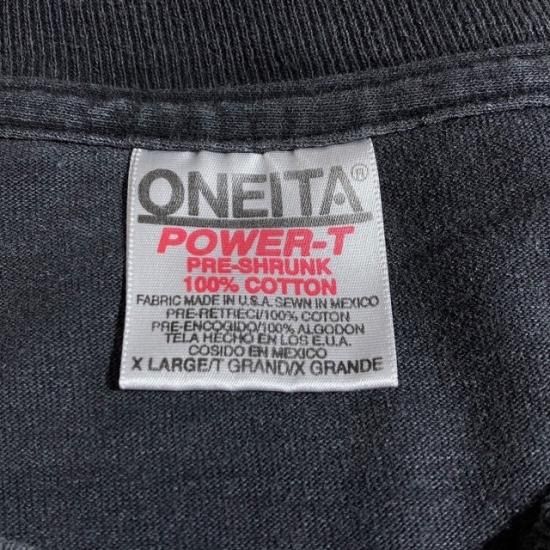 ONEITA®
POWER-T
PRE-SHRUNK
100% COTTON
FABRIC MADE IN U.S.A. SEWN IN MEXICO
PRE-RETRECI/100% COTON
PRE-ENCOGIDO/100% ALGODON
TELA HECHO EN LOS E.U.A.
COSIDO EN MEXICO
X LARGE/T GRAND/X GRANDE